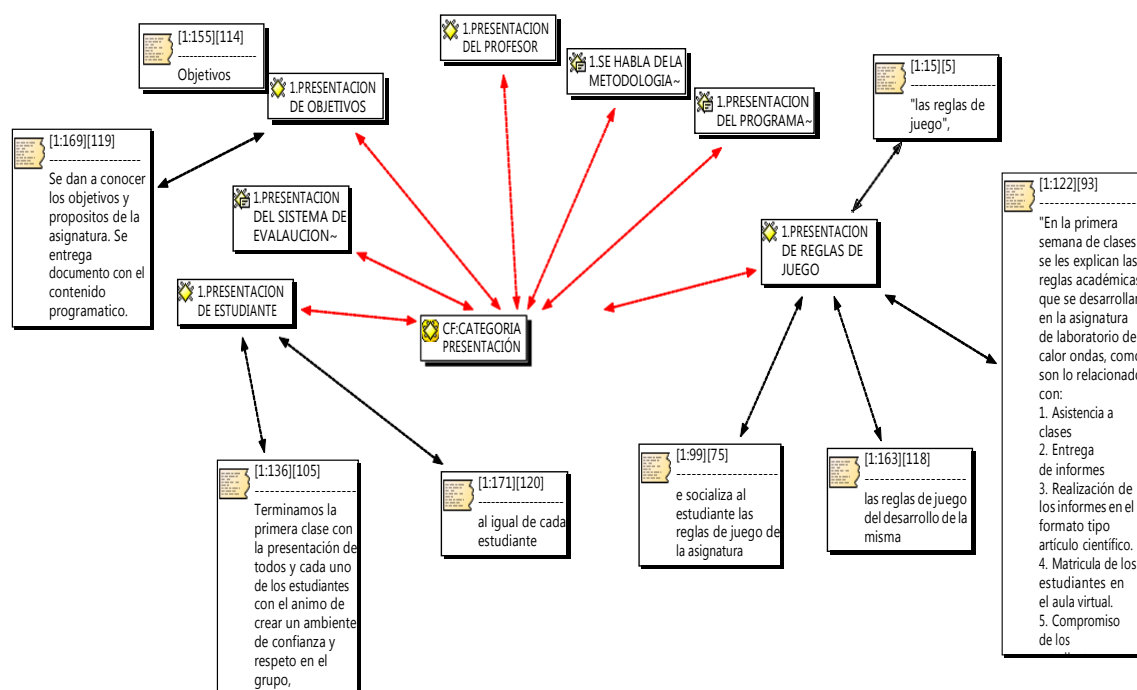 [1:155][114]
--------------------
Objetivos
1.PRESENTACION
DE OBJETIVOS
1.PRESENTACION
DEL PROFESOR
1.SE HABLA DE LA
METODOLOGIA~
1.PRESENTACION
DEL PROGRAMA~
[1:15][5]
--------------------
"las reglas de
juego",
[1:169][119]
--------------------
Se dan a conocer
los objetivos y
propositos de la
asignatura. Se
entrega
documento con el
contenido
programatico.
1.PRESENTACION
DEL SISTEMA DE
EVALAUCION~
1.PRESENTACION
DE ESTUDIANTE
CF:CATEGORIA
PRESENTACIÓN
1.PRESENTACION
DE REGLAS DE
JUEGO
[1:122][93]
--------------------
"En la primera
semana de clases
se les explican las
reglas académicas
que se desarrollan
en la asignatura
de laboratorio de
calor ondas, como
son lo relacionado
con:
1. Asistencia a
clases
2. Entrega
de informes
3. Realización de
los informes en el
formato tipo
artículo científico.
4. Matricula de los
estudiantes en
el aula virtual.
5. Compromiso
de los
[1:136][105]
--------------------
Terminamos la
primera clase con
la presentación de
todos y cada uno
de los estudiantes
con el animo de
crear un ambiente
de confianza y
respeto en el
grupo,
[1:171][120]
--------------------
al igual de cada
estudiante
[1:99][75]
--------------------
e socializa al
estudiante las
reglas de juego de
la asignatura
[1:163][118]
--------------------
las reglas de juego
del desarrollo de la
misma